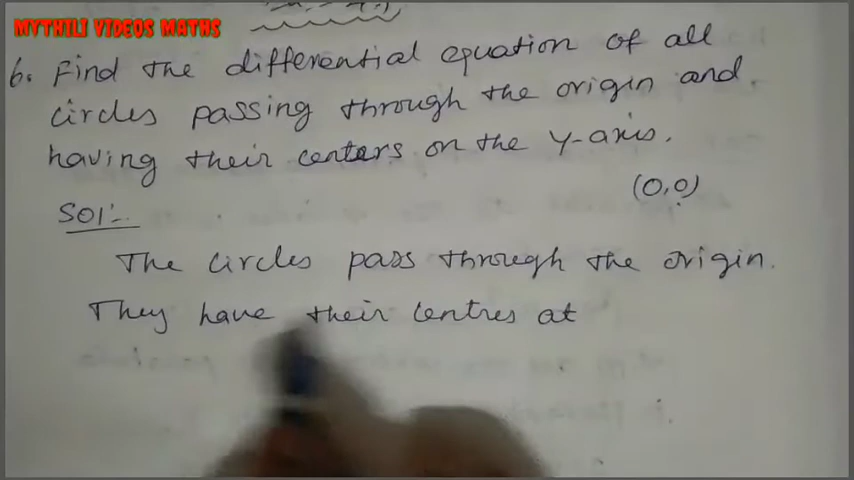 MYTHILI VIDEOS MATHS
6. Find the differential equation of all
circles passing through the origin and
having their centers on the Y-axis.
(0,0)
Sol:-
The circles pass through the origin.
They have their centres at